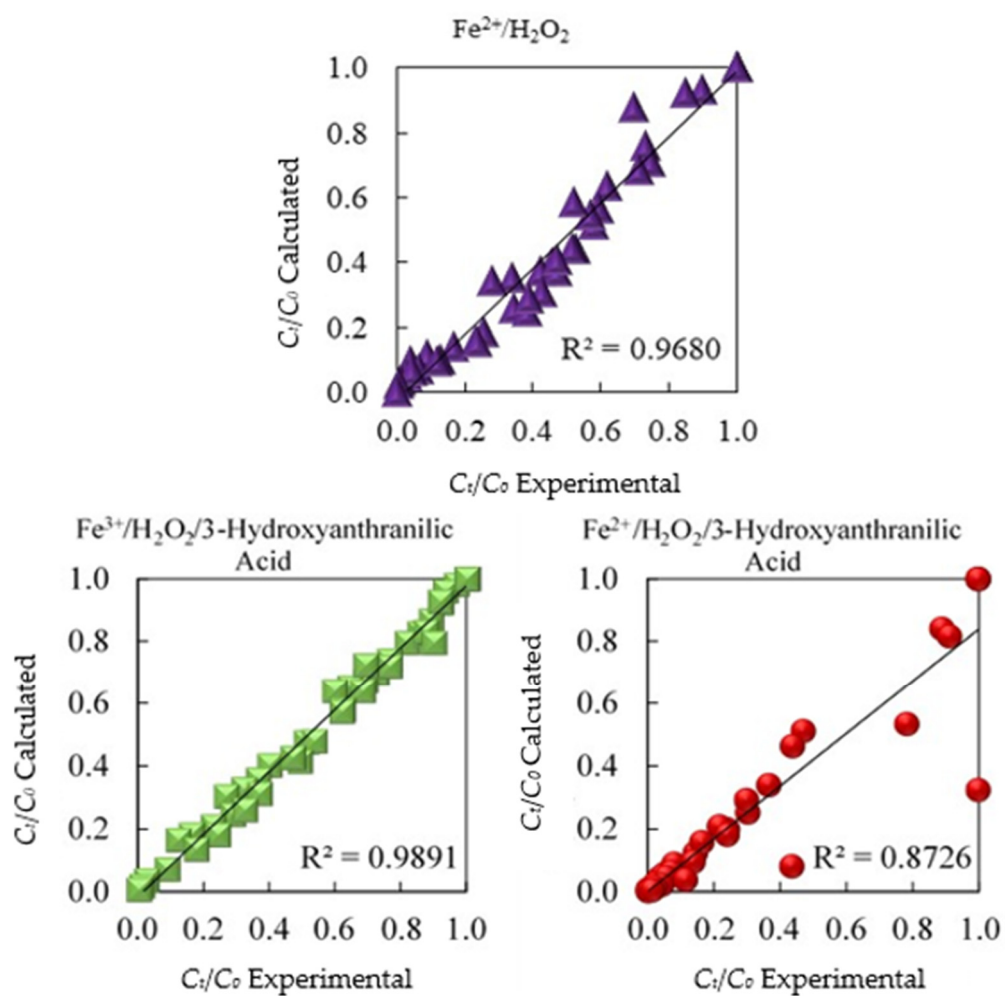 Fe²⁺/H₂O₂
1.0
0.8
0.6
0.4
0.2
0.0
Cₜ/C₀ Calculated
R² = 0.9680
0.0 0.2 0.4 0.6 0.8 1.0
Cₜ/C₀ Experimental
Fe³⁺/H₂O₂/3-Hydroxyanthranilic
Acid
1.0
0.8
0.6
0.4
0.2
0.0
Cₜ/C₀ Calculated
R² = 0.9891
0.0 0.2 0.4 0.6 0.8 1.0
Cₜ/C₀ Experimental
Fe²⁺/H₂O₂/3-Hydroxyanthranilic
Acid
1.0
0.8
0.6
0.4
0.2
0.0
Cₜ/C₀ Calculated
R² = 0.8726
0.0 0.2 0.4 0.6 0.8 1.0
Cₜ/C₀ Experimental